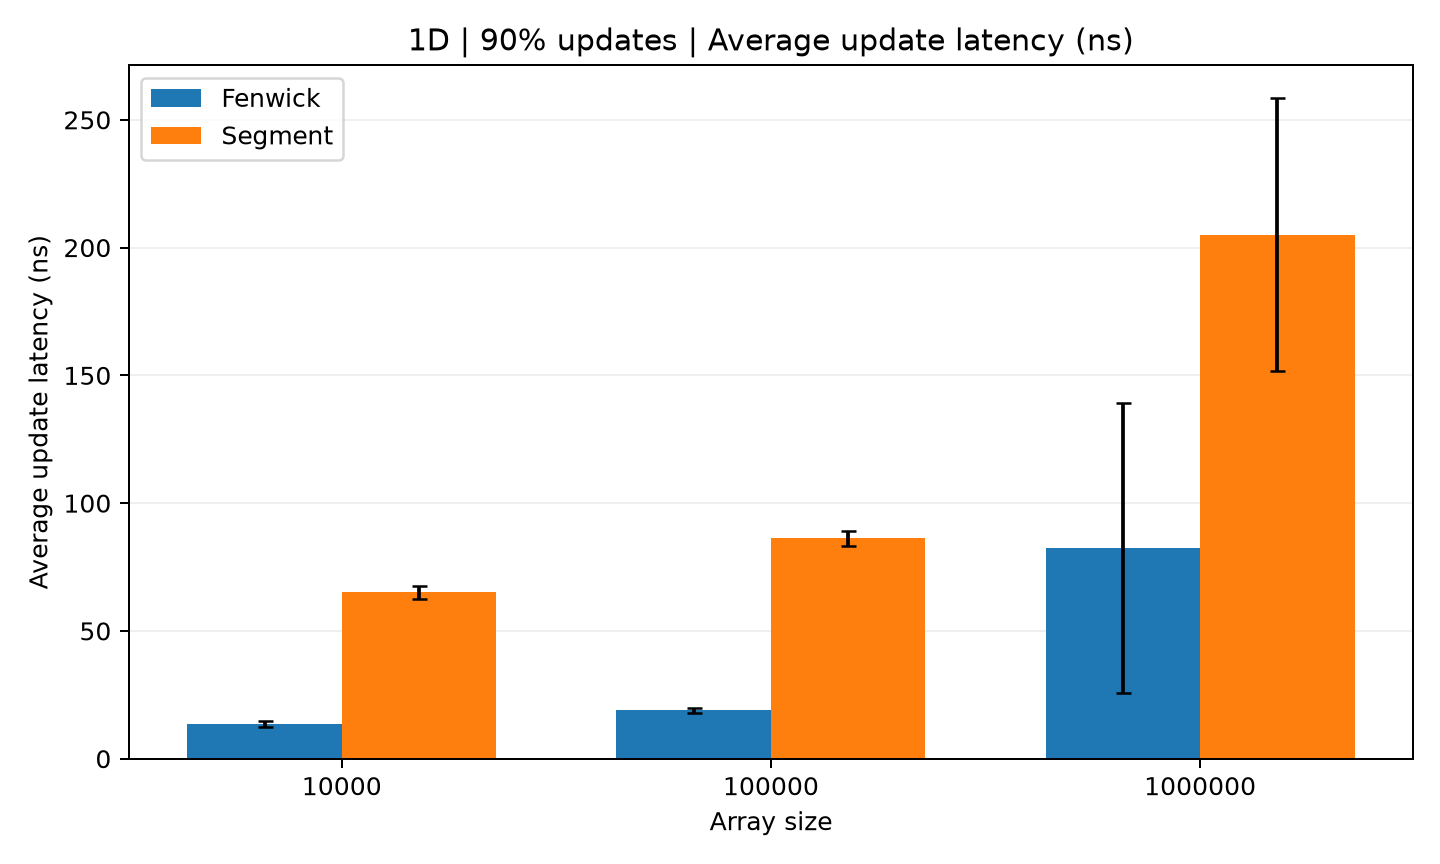 1D | 90% updates | Average update latency (ns)
Fenwick
Segment
Average update latency (ns)
250
200
150
100
50
0
10000
100000
1000000
Array size